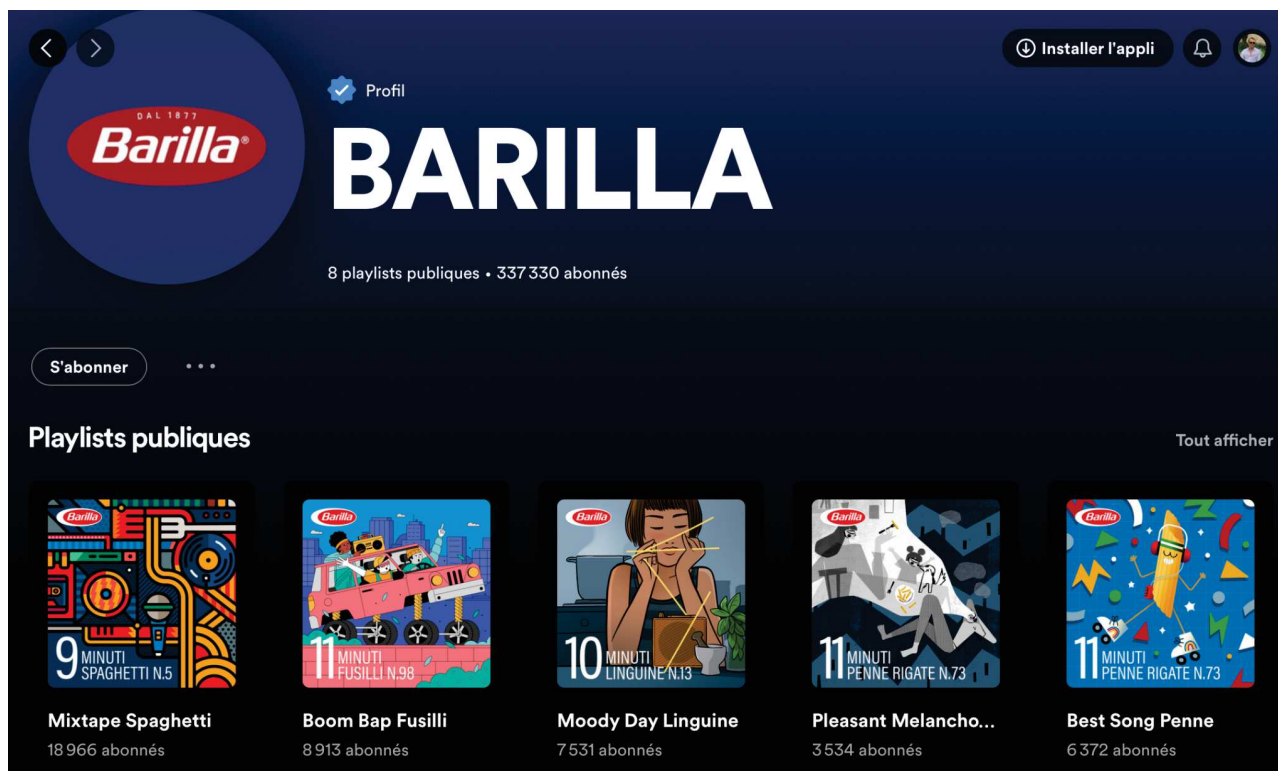 Installer l'appli
DAL 1877
Barilla®
Profil
BARILLA
8 playlists publiques • 337 330 abonnés
S'abonner
Playlists publiques
Tout afficher
Barilla
9 MINUTI
SPAGHETTI N.5
Mixtape Spaghetti
18 966 abonnés
Barilla
11 MINUTI
FUSILLI N.98
Boom Bap Fusilli
8 913 abonnés
Barilla
10 MINUTI
LINGUINE N.13
Moody Day Linguine
7 531 abonnés
Barilla
11 MINUTI
PENNE RIGATE N.73
Pleasant Melancho...
3 534 abonnés
Barilla
11 MINUTI
PENNE RIGATE N.73
Best Song Penne
6 372 abonnés